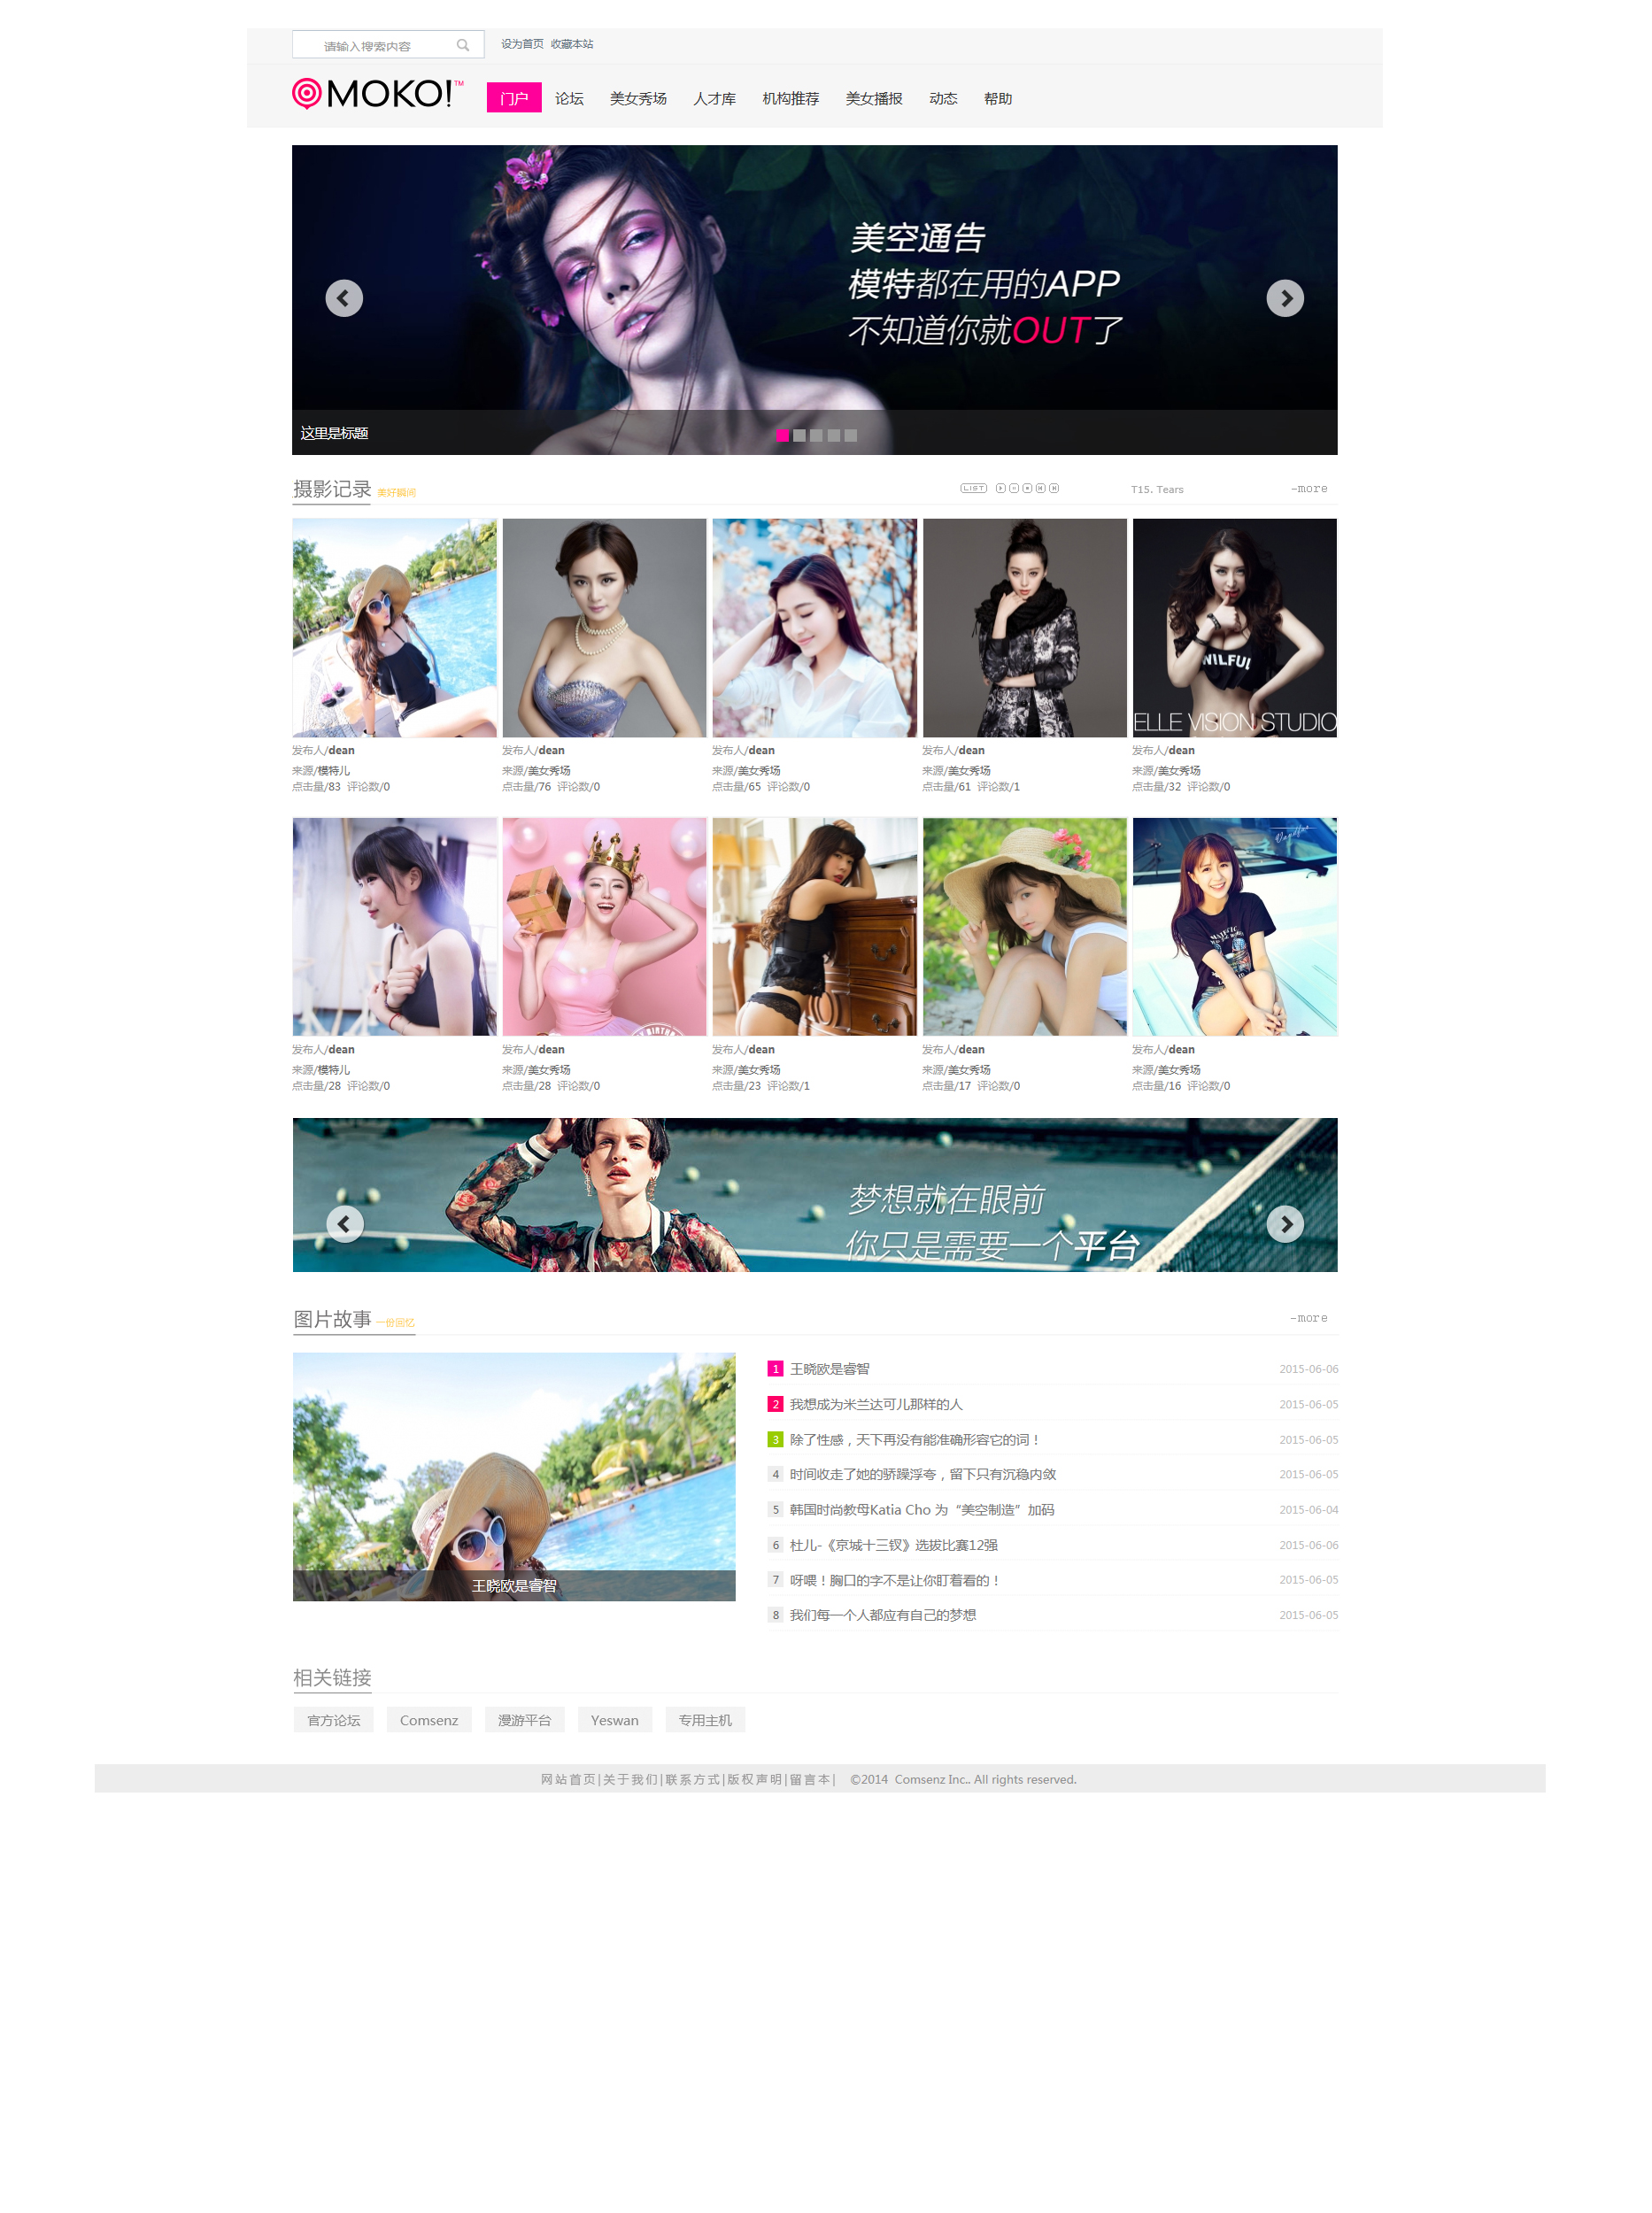 请输入搜索内容
设为首页 收藏本站
MOKO!™
门户 论坛 美女秀场 人才库 机构推荐 美女播报 动态 帮助
美空通告
模特都在用的APP
不知道你就OUT了
这里是标题
摄影记录 美好瞬间
LIST
T15. Tears
-more
WILFUL
ELLE VISION STUDIO
发布人/dean
来源/模特儿
点击量/83 评论数/0
发布人/dean
来源/美女秀场
点击量/76 评论数/0
发布人/dean
来源/美女秀场
点击量/65 评论数/0
发布人/dean
来源/美女秀场
点击量/61 评论数/1
发布人/dean
来源/美女秀场
点击量/32 评论数/0
发布人/dean
来源/模特儿
点击量/28 评论数/0
发布人/dean
来源/美女秀场
点击量/28 评论数/0
发布人/dean
来源/美女秀场
点击量/23 评论数/1
发布人/dean
来源/美女秀场
点击量/17 评论数/0
发布人/dean
来源/美女秀场
点击量/16 评论数/0
梦想就在眼前
你只是需要一个平台
图片故事 一份回忆
-more
王晓欧是睿智
1 王晓欧是睿智 2015-06-06
2 我想成为米兰达可儿那样的人 2015-06-05
3 除了性感，天下再没有能准确形容它的词！ 2015-06-05
4 时间收走了她的骄躁浮夸，留下只有沉稳内敛 2015-06-05
5 韩国时尚教母Katia Cho 为“美空制造”加码 2015-06-04
6 杜儿-《京城十三钗》选拔比赛12强 2015-06-06
7 呀喂！胸口的字不是让你盯着看的！ 2015-06-05
8 我们每一个人都应有自己的梦想 2015-06-05
相关链接
官方论坛 Comsenz 漫游平台 Yeswan 专用主机
网站首页|关于我们|联系方式|版权声明|留言本| ©2014 Comsenz Inc.. All rights reserved.